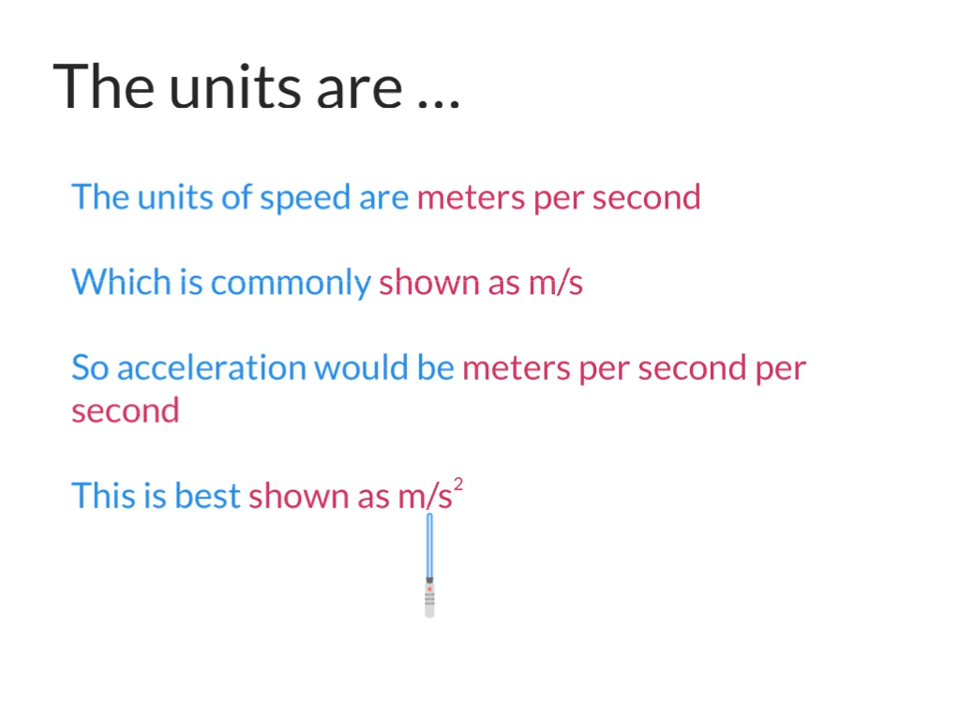 The units are ...
The units of speed are meters per second
Which is commonly shown as m/s
So acceleration would be meters per second per
second
This is best shown as m/s²